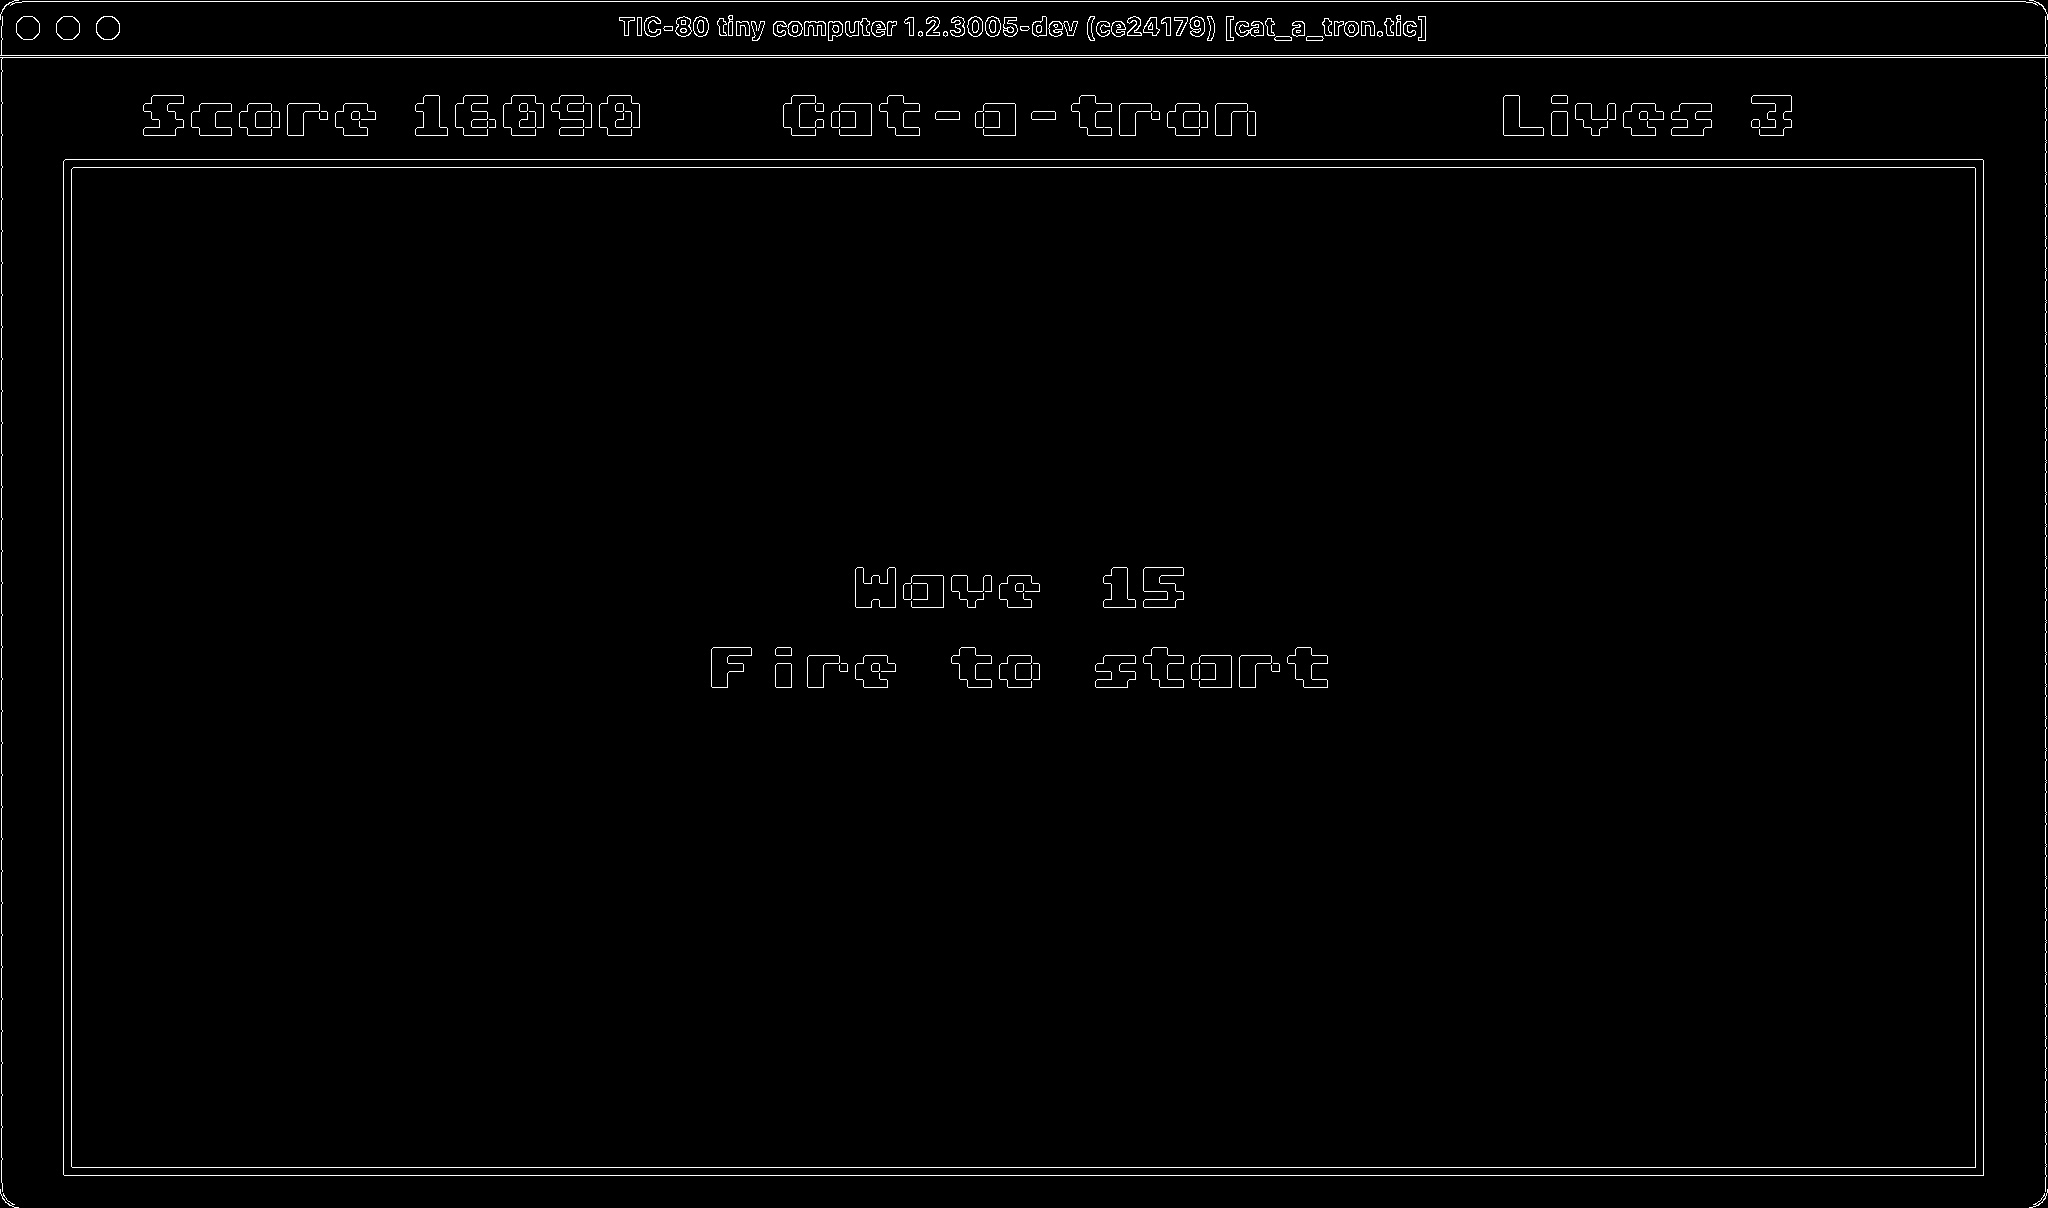 TIC-80 tiny computer 1.2.3005-dev (ce24179) [cat_a_tron.tic]
Score 16090 Cat-a-tron Lives 3
Wave 15
Fire to start